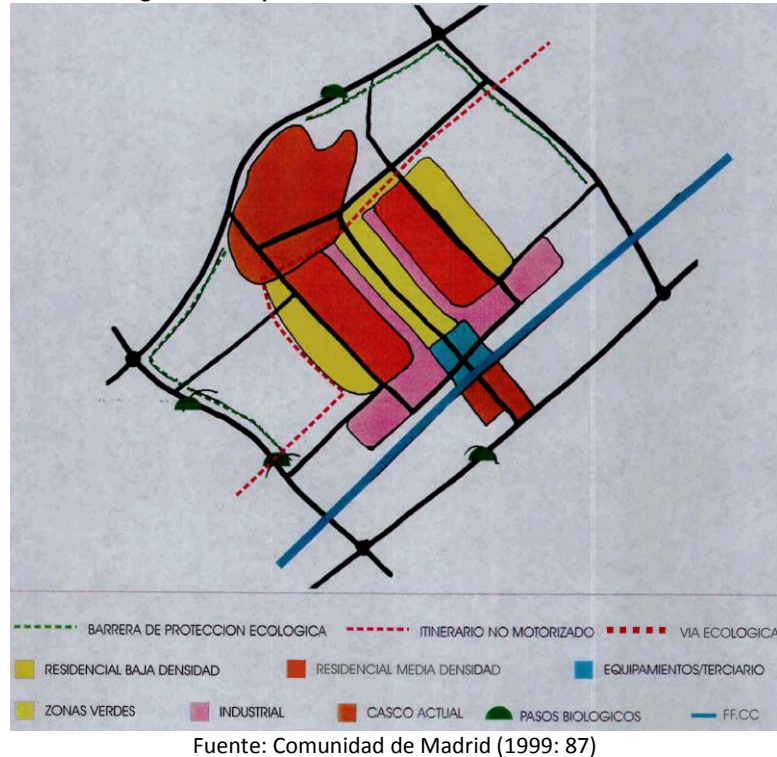 BARRERA DE PROTECCION ECOLOGICA ITINERARIO NO MOTORIZADO VIA ECOLOGICA
RESIDENCIAL BAJA DENSIDAD RESIDENCIAL MEDIA DENSIDAD EQUIPAMIENTOS/TERCIARIO
ZONAS VERDES INDUSTRIAL CASCO ACTUAL PASOS BIOLOGICOS FF.CC
Fuente: Comunidad de Madrid (1999: 87)